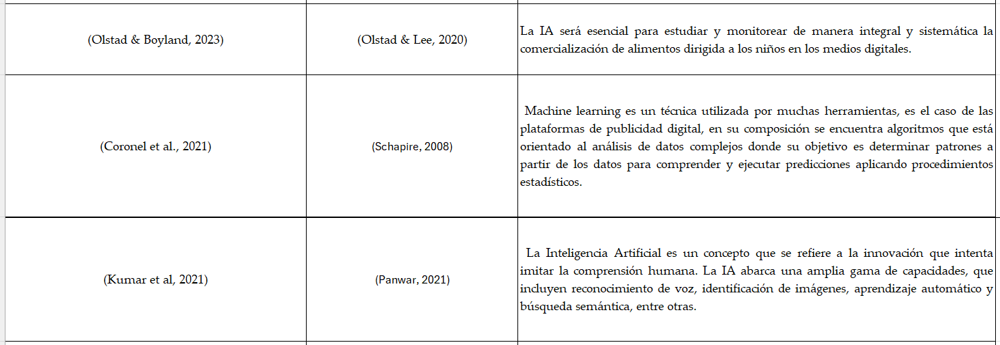 (Olstad & Boyland, 2023)
(Olstad & Lee, 2020)
La IA será esencial para estudiar y monitorear de manera integral y sistemática la
comercialización de alimentos dirigida a los niños en los medios digitales.
(Coronel et al., 2021)
(Schapire, 2008)
Machine learning es un técnica utilizada por muchas herramientas, es el caso de las
plataformas de publicidad digital, en su composición se encuentra algoritmos que está
orientado al análisis de datos complejos donde su objetivo es determinar patrones a
partir de los datos para comprender y ejecutar predicciones aplicando procedimientos
estadísticos.
(Kumar et al, 2021)
(Panwar, 2021)
La Inteligencia Artificial es un concepto que se refiere a la innovación que intenta
imitar la comprensión humana. La IA abarca una amplia gama de capacidades, que
incluyen reconocimiento de voz, identificación de imágenes, aprendizaje automático y
búsqueda semántica, entre otras.